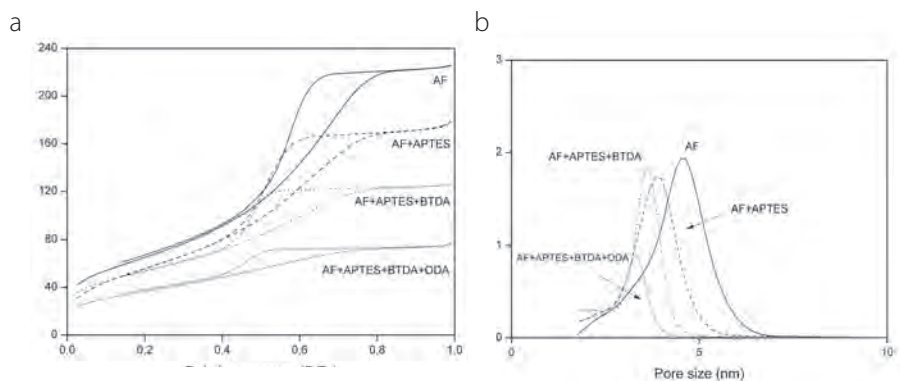 a
240
200
160
120
80
40
0
AF
AF+APTES
AF+APTES+BTDA
AF+APTES+BTDA+ODA
0,0 0,2 0,4 0,6 0,8 1,0
b
3
2
1
0
AF+APTES+BTDA
AF
AF+APTES
AF+APTES+BTDA+ODA
0 5 10
Pore size (nm)